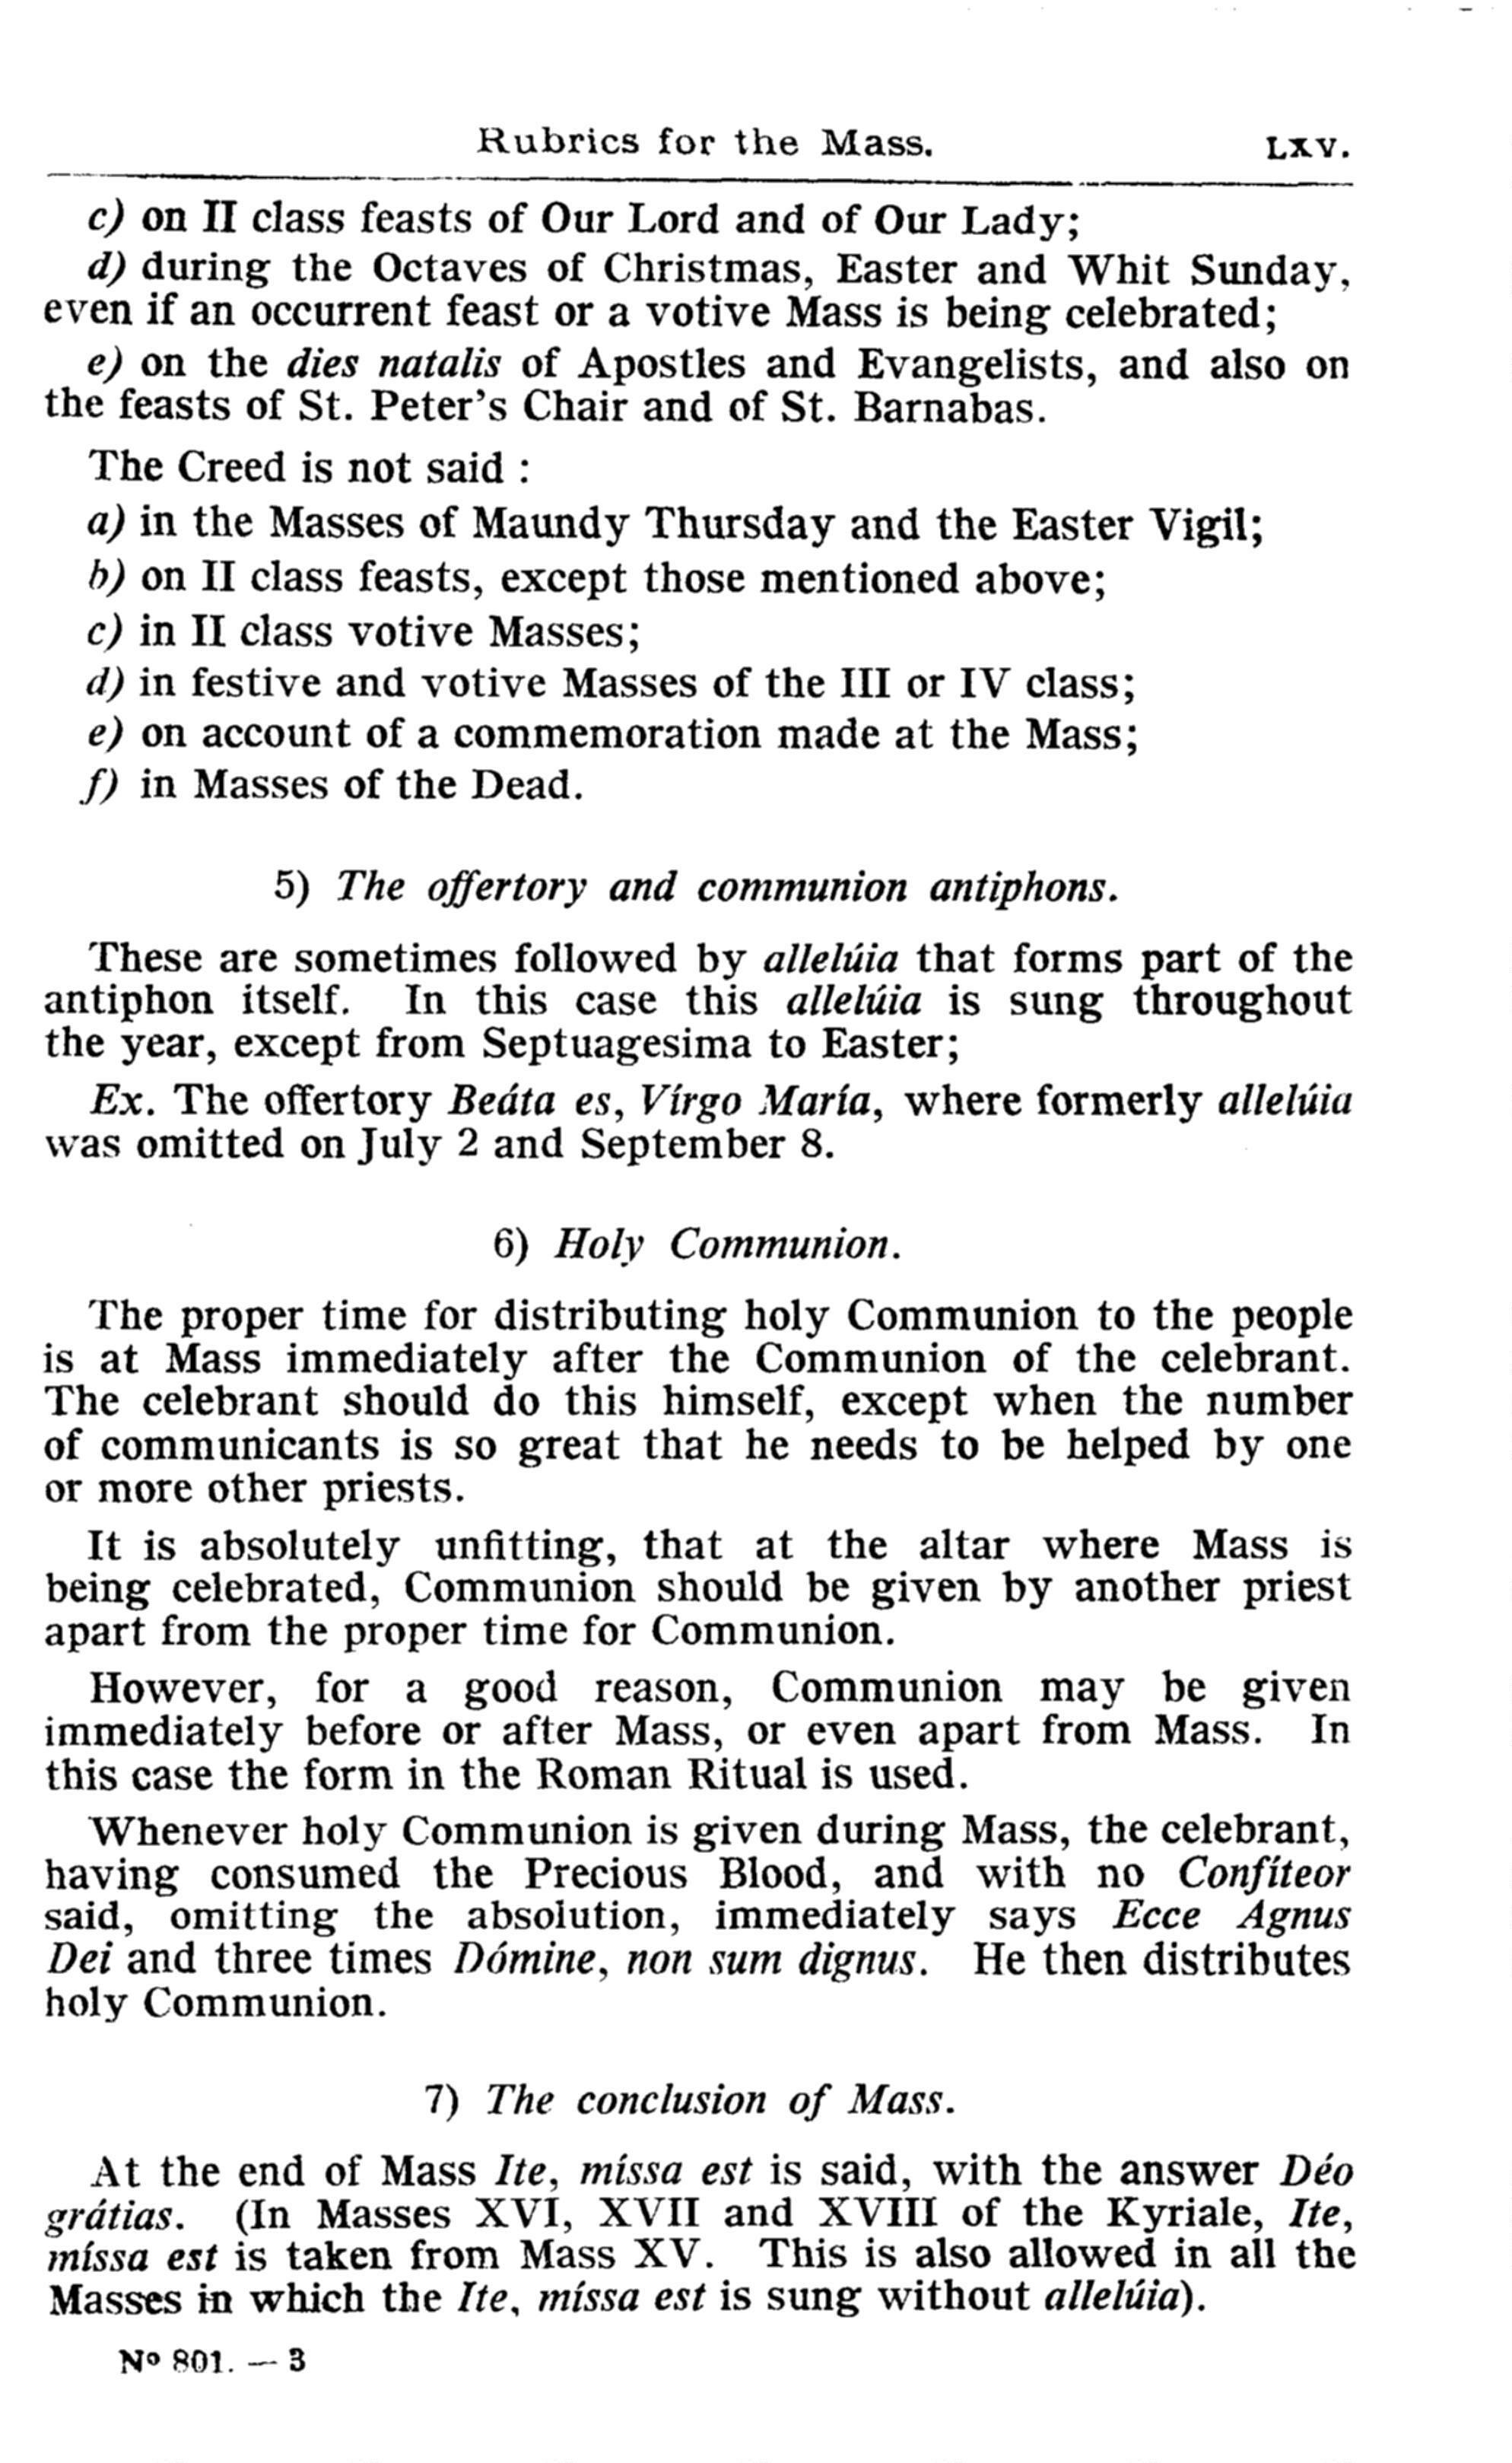 Rubrics for the Mass. LXV.
c) on II class feasts of Our Lord and of Our Lady;
d) during the Octaves of Christmas, Easter and Whit Sunday,
even if an occurrent feast or a votive Mass is being celebrated;
e) on the dies natalis of Apostles and Evangelists, and also on
the feasts of St. Peter's Chair and of St. Barnabas.
The Creed is not said :
a) in the Masses of Maundy Thursday and the Easter Vigil;
b) on II class feasts, except those mentioned above;
c) in II class votive Masses;
d) in festive and votive Masses of the III or IV class;
e) on account of a commemoration made at the Mass;
f) in Masses of the Dead.
5) The offertory and communion antiphons.
These are sometimes followed by allelúia that forms part of the
antiphon itself. In this case this allelúia is sung throughout
the year, except from Septuagesima to Easter;
Ex. The offertory Beáta es, Vírgo María, where formerly allelúia
was omitted on July 2 and September 8.
6) Holy Communion.
The proper time for distributing holy Communion to the people
is at Mass immediately after the Communion of the celebrant.
The celebrant should do this himself, except when the number
of communicants is so great that he needs to be helped by one
or more other priests.
It is absolutely unfitting, that at the altar where Mass is
being celebrated, Communion should be given by another priest
apart from the proper time for Communion.
However, for a good reason, Communion may be given
immediately before or after Mass, or even apart from Mass. In
this case the form in the Roman Ritual is used.
Whenever holy Communion is given during Mass, the celebrant,
having consumed the Precious Blood, and with no Confíteor
said, omitting the absolution, immediately says Ecce Agnus
Dei and three times Dómine, non sum dignus. He then distributes
holy Communion.
7) The conclusion of Mass.
At the end of Mass Ite, míssa est is said, with the answer Déo
grátias. (In Masses XVI, XVII and XVIII of the Kyriale, Ite,
míssa est is taken from Mass XV. This is also allowed in all the
Masses in which the Ite, míssa est is sung without allelúia).
Nº 801. — 3